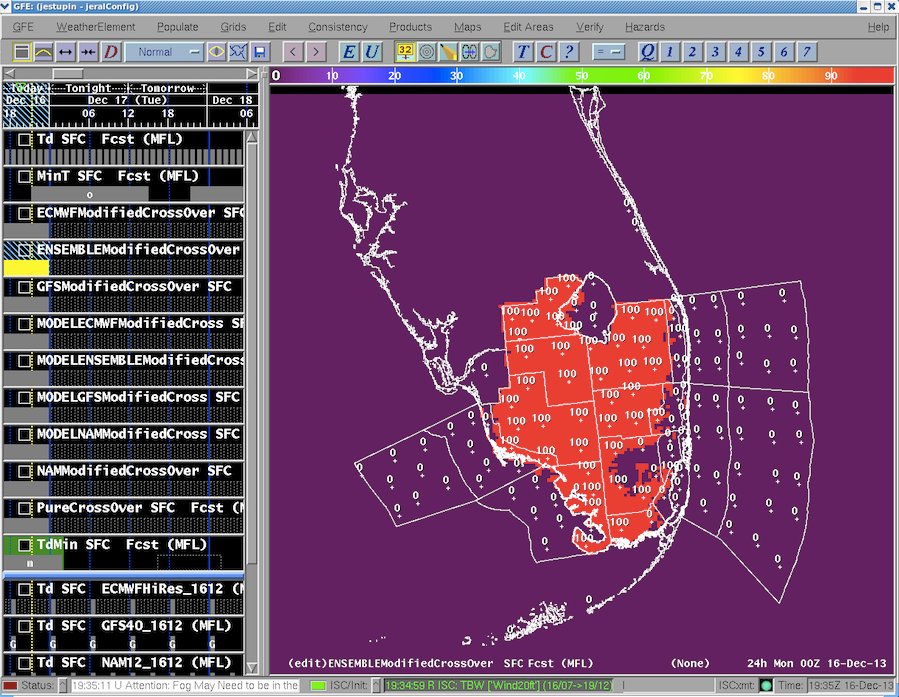 GFE: (jestupin - jeralConfig)
GFE WeatherElement Populate Grids Edit Consistency Products Maps Edit Areas Verify Hazards Help
D Normal < > E U 32 T C ? = Q 1 2 3 4 5 6 7
0 10 20 30 40 50 60 70 80 90
Today Tonight Tomorrow
Dec 16 Dec 17 (Tue) Dec 18
18 06 12 18 06
Td SFC Fcst (MFL)
MinT SFC Fcst (MFL)
ECMWFModifiedCrossOver SFC
ENSEMBLEModifiedCrossOver
GFSModifiedCrossOver SFC
MODELECMWFModifiedCross SF
MODELENSEMBLEModifiedCross
MODELGFSModifiedCross SFC
MODELNAMModifiedCross SFC
NAMModifiedCrossOver SFC
PureCrossOver SFC Fcst (M
TdMin SFC Fcst (MFL)
m
Td SFC ECMWFHiRes_1612 (M
Td SFC GFS40_1612 (MFL)
G G G G G G
Td SFC NAM12_1612 (MFL)
(edit)ENSEMBLEModifiedCrossOver SFC Fcst (MFL) (None) 24h Mon 00Z 16-Dec-13
Status: 19:35:11 U Attention: Fog May Need to be in the ISC/Init: 19:34:59 R ISC: TBW ['Wind20ft'] (16/07->19/12) ISC:xmt: Time: 19:35Z 16-Dec-13